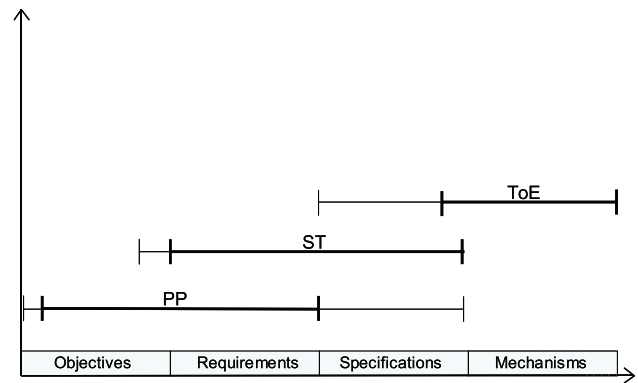 ToE
ST
PP
Objectives Requirements Specifications Mechanisms